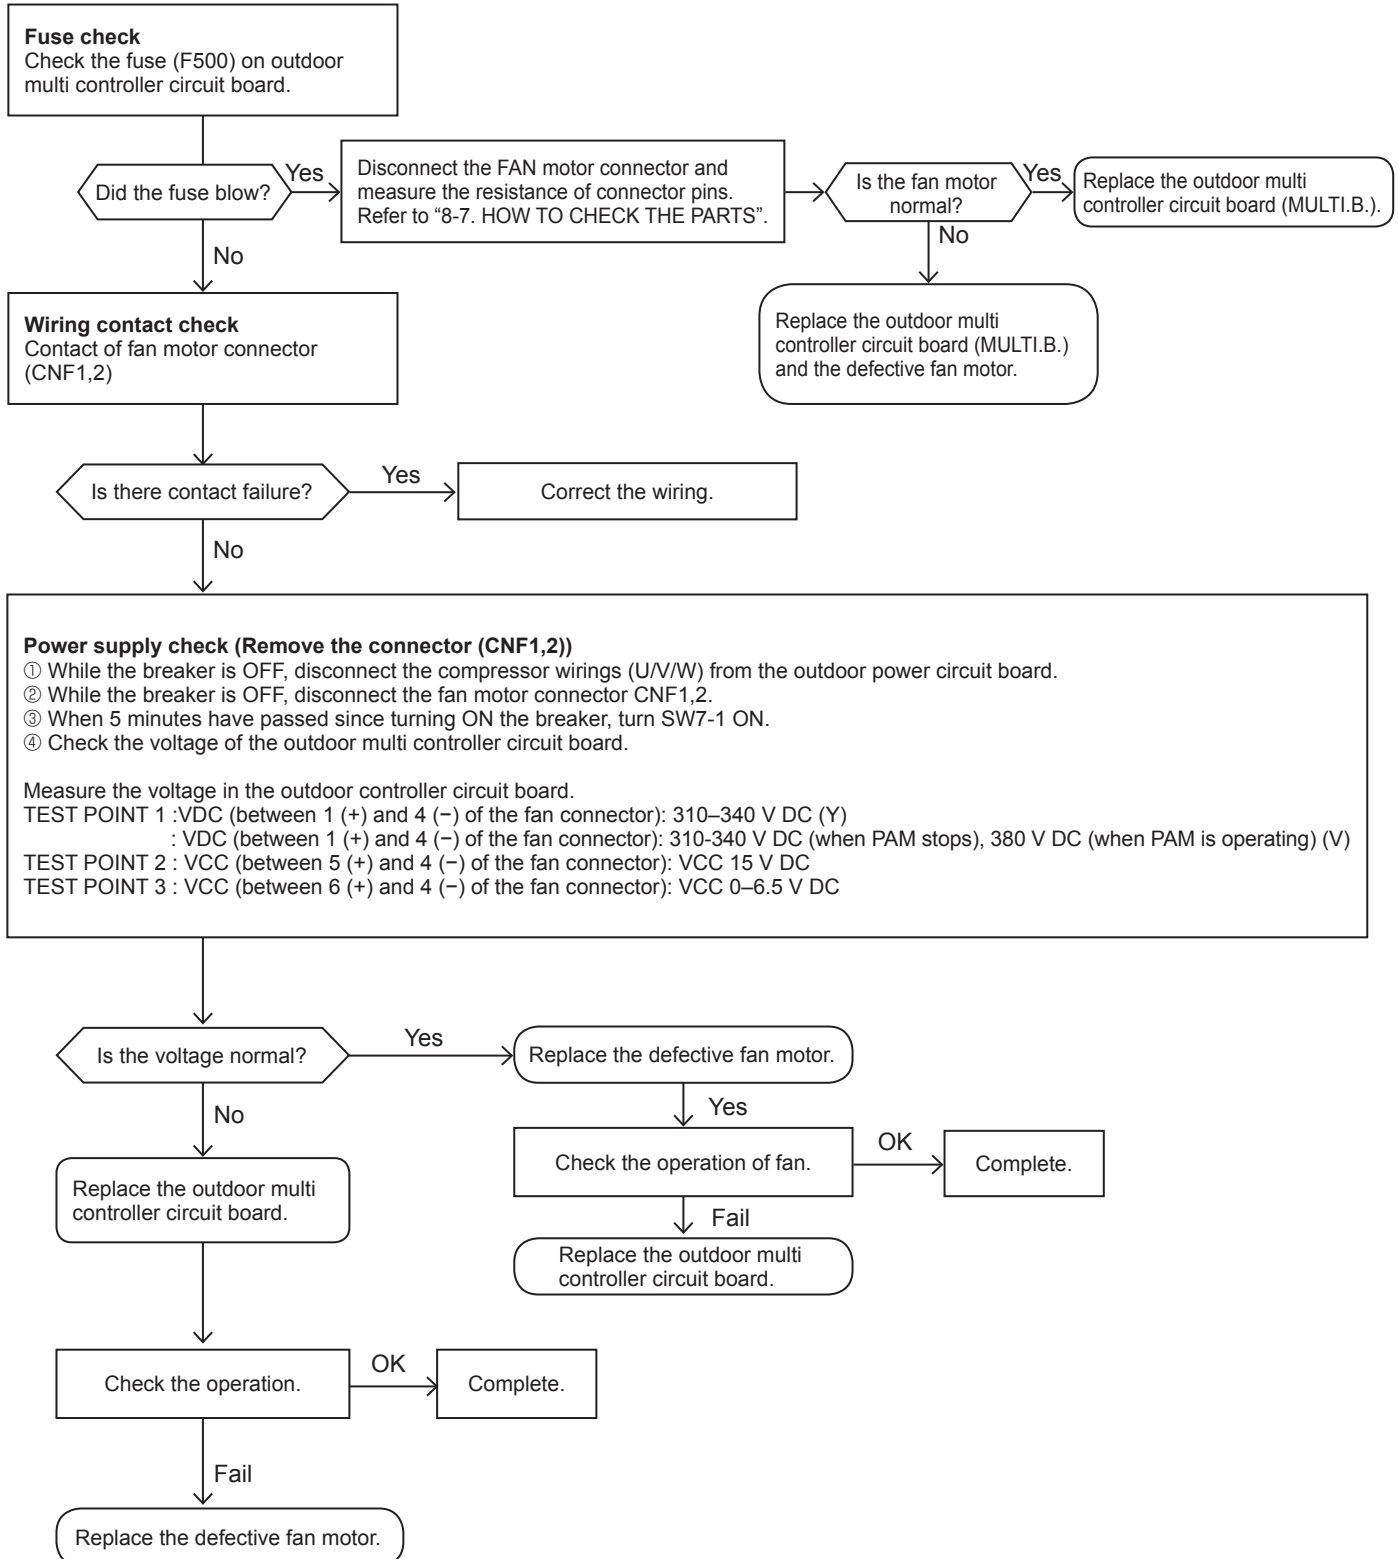 Fuse check
Check the fuse (F500) on outdoor
multi controller circuit board.
Did the fuse blow?
Yes
Disconnect the FAN motor connector and
measure the resistance of connector pins.
Refer to “8-7. HOW TO CHECK THE PARTS”.
Is the fan motor
normal?
Yes
Replace the outdoor multi
controller circuit board (MULTI.B.).
No
Replace the outdoor multi
controller circuit board (MULTI.B.)
and the defective fan motor.
No
Wiring contact check
Contact of fan motor connector
(CNF1,2)
Is there contact failure?
Yes
Correct the wiring.
No
Power supply check (Remove the connector (CNF1,2))
① While the breaker is OFF, disconnect the compressor wirings (U/V/W) from the outdoor power circuit board.
② While the breaker is OFF, disconnect the fan motor connector CNF1,2.
③ When 5 minutes have passed since turning ON the breaker, turn SW7-1 ON.
④ Check the voltage of the outdoor multi controller circuit board.
Measure the voltage in the outdoor controller circuit board.
TEST POINT 1 :VDC (between 1 (+) and 4 (−) of the fan connector): 310–340 V DC (Y)
: VDC (between 1 (+) and 4 (−) of the fan connector): 310-340 V DC (when PAM stops), 380 V DC (when PAM is operating) (V)
TEST POINT 2 : VCC (between 5 (+) and 4 (−) of the fan connector): VCC 15 V DC
TEST POINT 3 : VCC (between 6 (+) and 4 (−) of the fan connector): VCC 0–6.5 V DC
Is the voltage normal?
Yes
Replace the defective fan motor.
Yes
Check the operation of fan.
OK
Complete.
Fail
Replace the outdoor multi
controller circuit board.
No
Replace the outdoor multi
controller circuit board.
Check the operation.
OK
Complete.
Fail
Replace the defective fan motor.